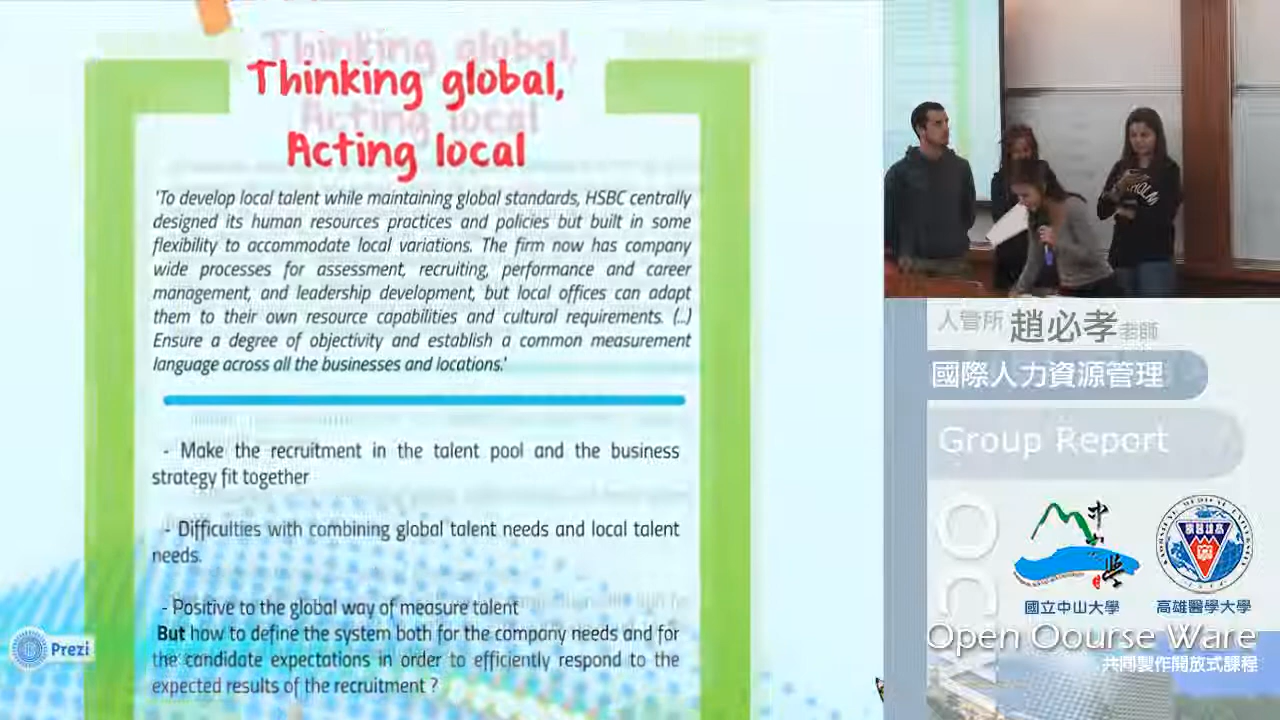 Thinking global,
Acting local
'To develop local talent while maintaining global standards, HSBC centrally
designed its human resources practices and policies but built in some
flexibility to accommodate local variations. The firm now has company
wide processes for assessment, recruiting, performance and career
management, and leadership development, but local offices can adapt
them to their own resource capabilities and cultural requirements. (..)
Ensure a degree of objectivity and establish a common measurement
language across all the businesses and locations.'
- Make the recruitment in the talent pool and the business
strategy fit together
- Difficulties with combining global talent needs and local talent
needs.
- Positive to the global way of measure talent
But how to define the system both for the company needs and for
the candidate expectations in order to efficiently respond to the
expected results of the recruitment ?
Prezi
人管所 趙必孝老師
國際人力資源管理
Group Report
OCW
國立中山大學
高雄醫學大學
Open Oourse Ware
共同製作開放式課程